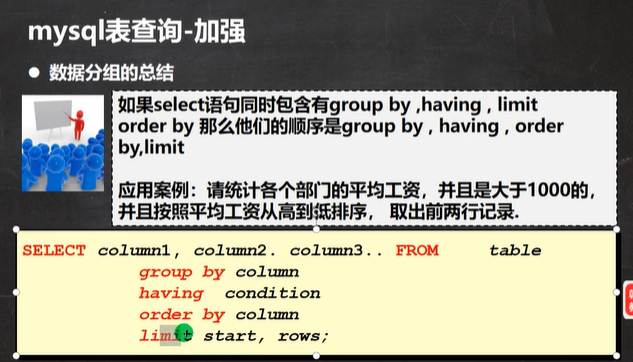 mysql表查询-加强
● 数据分组的总结
如果select语句同时包含有group by ,having , limit
order by 那么他们的顺序是group by , having , order
by,limit
应用案例：请统计各个部门的平均工资，并且是大于1000的，
并且按照平均工资从高到低排序， 取出前两行记录.
SELECT column1, column2. column3.. FROM table
group by column
having condition
order by column
limit start, rows;